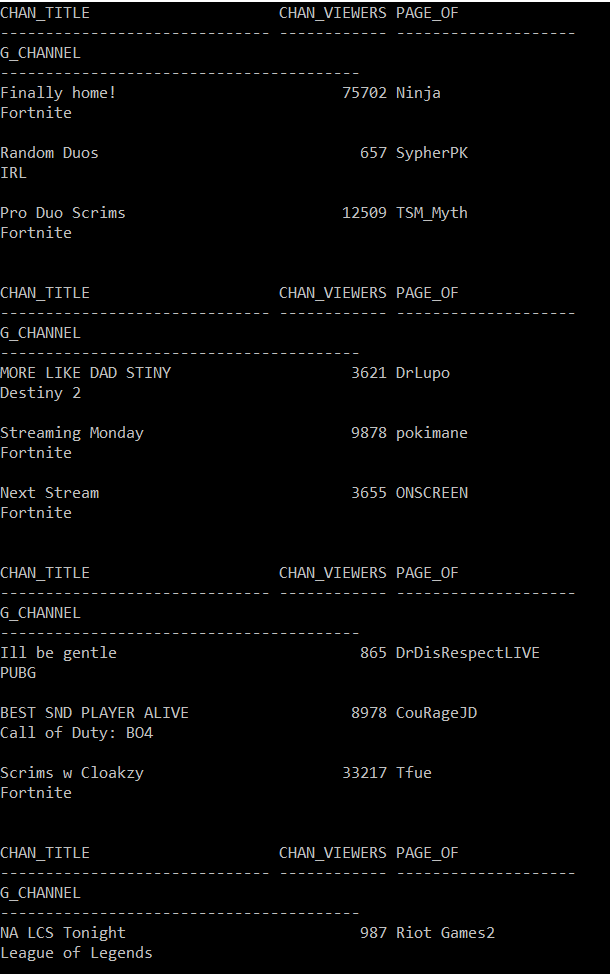 CHAN_TITLE                     CHAN_VIEWERS PAGE_OF
------------------------------ ------------ --------------------
G_CHANNEL
----------------------------------------
Finally home!                         75702 Ninja
Fortnite
Random Duos                             657 SypherPK
IRL
Pro Duo Scrims                        12509 TSM_Myth
Fortnite
CHAN_TITLE                     CHAN_VIEWERS PAGE_OF
------------------------------ ------------ --------------------
G_CHANNEL
----------------------------------------
MORE LIKE DAD STINY                    3621 DrLupo
Destiny 2
Streaming Monday                       9878 pokimane
Fortnite
Next Stream                            3655 ONSCREEN
Fortnite
CHAN_TITLE                     CHAN_VIEWERS PAGE_OF
------------------------------ ------------ --------------------
G_CHANNEL
----------------------------------------
Ill be gentle                           865 DrDisRespectLIVE
PUBG
BEST SND PLAYER ALIVE                  8978 CouRageJD
Call of Duty: BO4
Scrims w Cloakzy                      33217 Tfue
Fortnite
CHAN_TITLE                     CHAN_VIEWERS PAGE_OF
------------------------------ ------------ --------------------
G_CHANNEL
----------------------------------------
NA LCS Tonight                          987 Riot Games2
League of Legends